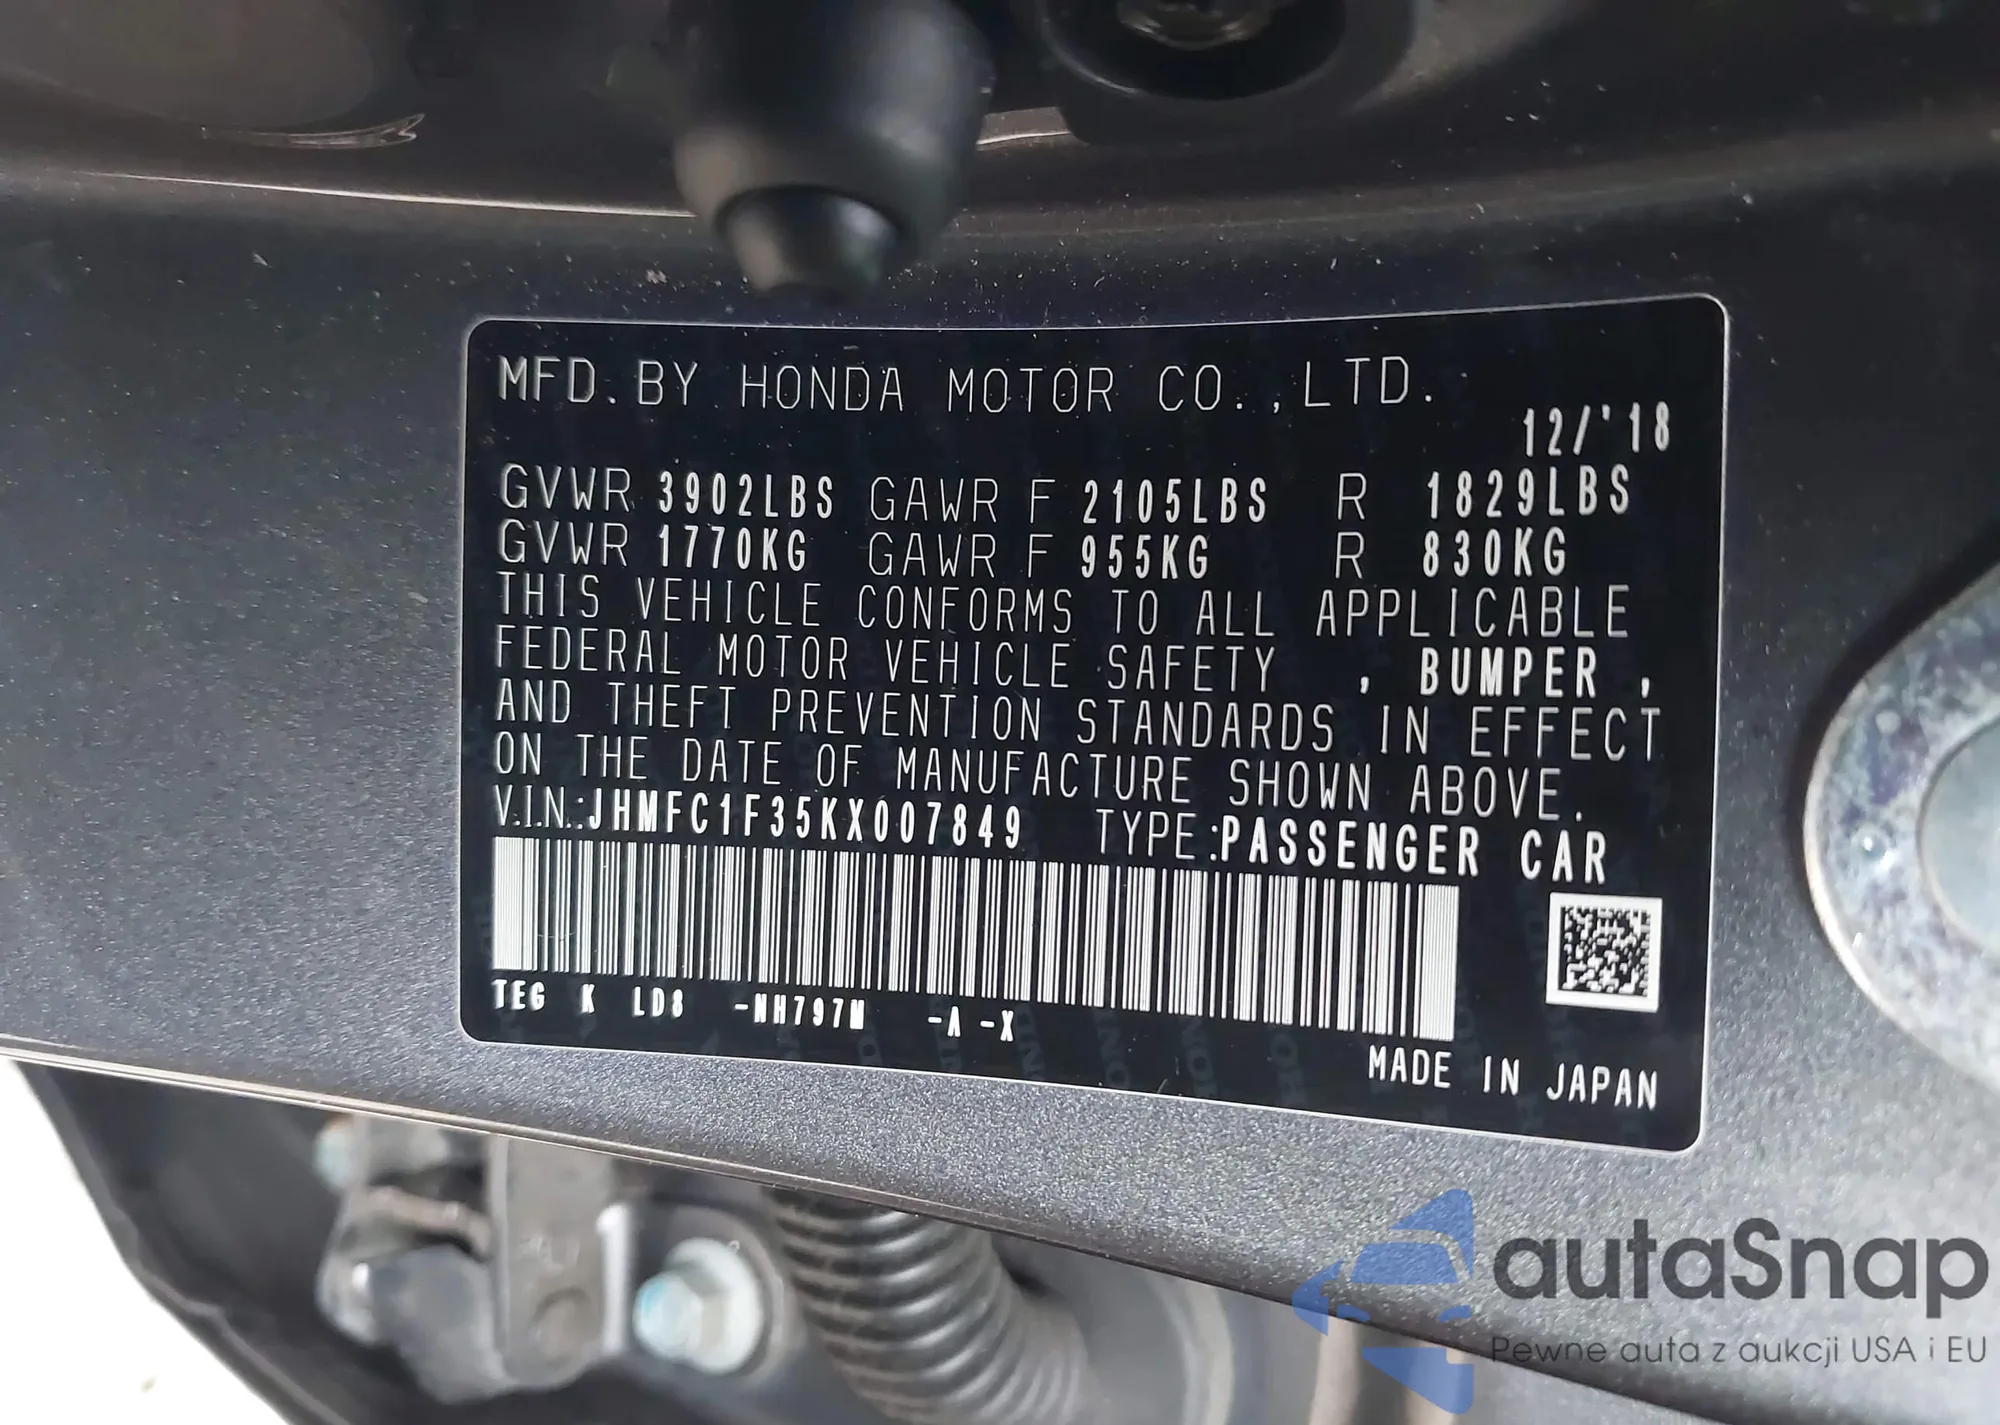 MFD. BY HONDA MOTOR CO.,LTD.
12/'18
GVWR 3902LBS GAWR F 2105LBS R 1829LBS
GVWR 1770KG GAWR F 955KG R 830KG
THIS VEHICLE CONFORMS TO ALL APPLICABLE
FEDERAL MOTOR VEHICLE SAFETY , BUMPER ,
AND THEFT PREVENTION STANDARDS IN EFFECT
ON THE DATE OF MANUFACTURE SHOWN ABOVE.
V.I.N.:JHMFC1F35KX007849 TYPE:PASSENGER CAR
TEG K LD8 -NH797M -A -X
MADE IN JAPAN
autaSnap
Pewne auta z aukcji USA i EU